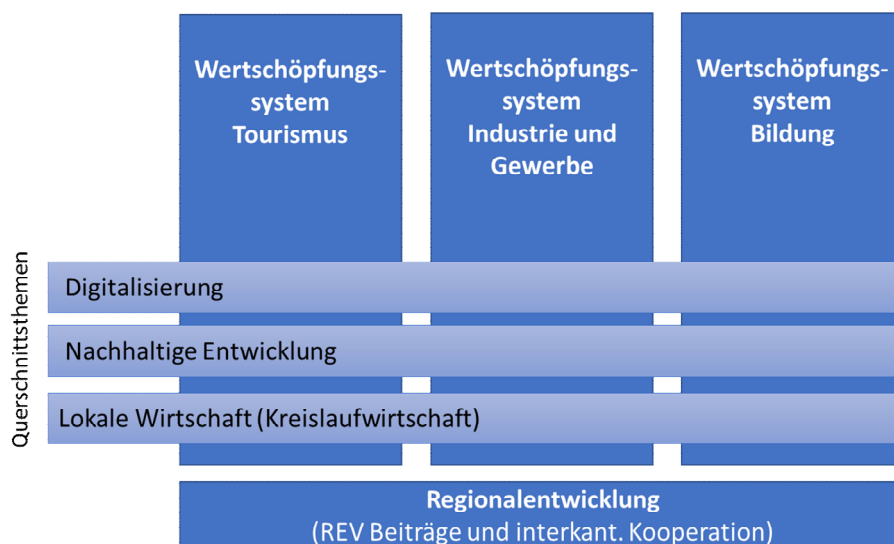 Wertschöpfungs-
system
Tourismus
Wertschöpfungs-
system
Industrie und
Gewerbe
Wertschöpfungs-
system
Bildung
Querschnittsthemen
Digitalisierung
Nachhaltige Entwicklung
Lokale Wirtschaft (Kreislaufwirtschaft)
Regionalentwicklung
(REV Beiträge und interkant. Kooperation)